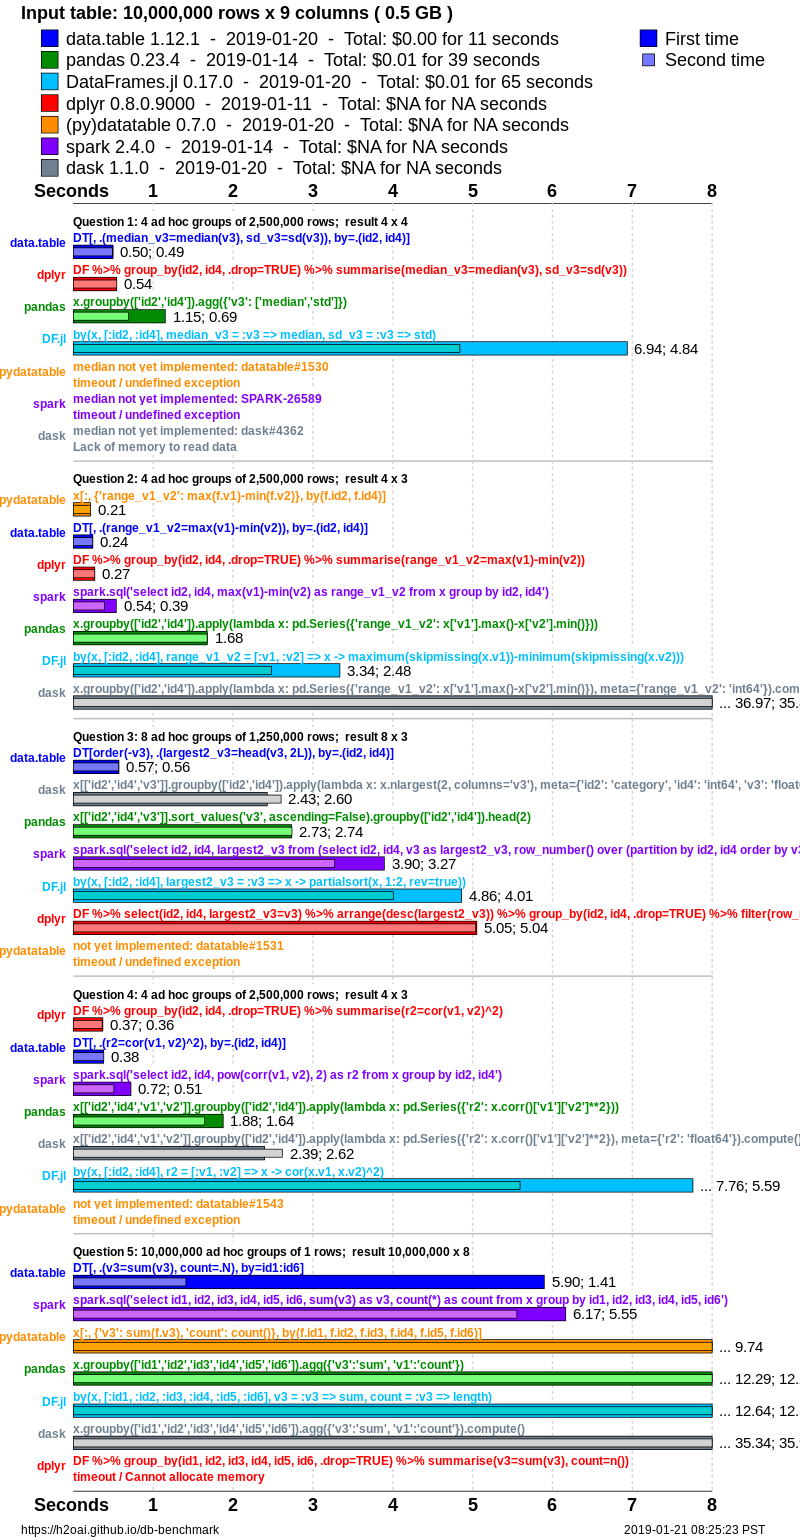 Input table: 10,000,000 rows x 9 columns ( 0.5 GB )
data.table 1.12.1 - 2019-01-20 - Total: $0.00 for 11 seconds
First time
pandas 0.23.4 - 2019-01-14 - Total: $0.01 for 39 seconds
Second time
DataFrames.jl 0.17.0 - 2019-01-20 - Total: $0.01 for 65 seconds
dplyr 0.8.0.9000 - 2019-01-11 - Total: $NA for NA seconds
(py)datatable 0.7.0 - 2019-01-20 - Total: $NA for NA seconds
spark 2.4.0 - 2019-01-14 - Total: $NA for NA seconds
dask 1.1.0 - 2019-01-20 - Total: $NA for NA seconds
Seconds 1 2 3 4 5 6 7 8
Question 1: 4 ad hoc groups of 2,500,000 rows; result 4 x 4
DT[, .(median_v3=median(v3), sd_v3=sd(v3)), by=.(id2, id4)]
data.table 0.50; 0.49
DF %>% group_by(id2, id4, .drop=TRUE) %>% summarise(median_v3=median(v3), sd_v3=sd(v3))
dplyr 0.54
x.groupby(['id2','id4']).agg({'v3': ['median','std']})
pandas 1.15; 0.69
by(x, [:id2, :id4], median_v3 = :v3 => median, sd_v3 = :v3 => std)
DF.jl 6.94; 4.84
median not yet implemented: datatable#1530
pydatatable
timeout / undefined exception
median not yet implemented: SPARK-26589
spark
timeout / undefined exception
median not yet implemented: dask#4362
dask
Lack of memory to read data
Question 2: 4 ad hoc groups of 2,500,000 rows; result 4 x 3
x[:, {'range_v1_v2': max(f.v1)-min(f.v2)}, by(f.id2, f.id4)]
pydatatable 0.21
DT[, .(range_v1_v2=max(v1)-min(v2)), by=.(id2, id4)]
data.table 0.24
DF %>% group_by(id2, id4, .drop=TRUE) %>% summarise(range_v1_v2=max(v1)-min(v2))
dplyr 0.27
spark.sql('select id2, id4, max(v1)-min(v2) as range_v1_v2 from x group by id2, id4')
spark 0.54; 0.39
x.groupby(['id2','id4']).apply(lambda x: pd.Series({'range_v1_v2': x['v1'].max()-x['v2'].min()}))
pandas 1.68
by(x, [:id2, :id4], range_v1_v2 = [:v1, :v2] => x -> maximum(skipmissing(x.v1))-minimum(skipmissing(x.v2)))
DF.jl 3.34; 2.48
x.groupby(['id2','id4']).apply(lambda x: pd.Series({'range_v1_v2': x['v1'].max()-x['v2'].min()}), meta={'range_v1_v2': 'int64'}).com
dask ... 36.97; 35.
Question 3: 8 ad hoc groups of 1,250,000 rows; result 8 x 3
DT[order(-v3), .(largest2_v3=head(v3, 2L)), by=.(id2, id4)]
data.table 0.57; 0.56
x[['id2','id4','v3']].groupby(['id2','id4']).apply(lambda x: x.nlargest(2, columns='v3'), meta={'id2': 'category', 'id4': 'int64', 'v3': 'float
dask 2.43; 2.60
x[['id2','id4','v3']].sort_values('v3', ascending=False).groupby(['id2','id4']).head(2)
pandas 2.73; 2.74
spark.sql('select id2, id4, largest2_v3 from (select id2, id4, v3 as largest2_v3, row_number() over (partition by id2, id4 order by v3
spark 3.90; 3.27
by(x, [:id2, :id4], largest2_v3 = :v3 => x -> partialsort(x, 1:2, rev=true))
DF.jl 4.86; 4.01
DF %>% select(id2, id4, largest2_v3=v3) %>% arrange(desc(largest2_v3)) %>% group_by(id2, id4, .drop=TRUE) %>% filter(row_
dplyr 5.05; 5.04
not yet implemented: datatable#1531
pydatatable
timeout / undefined exception
Question 4: 4 ad hoc groups of 2,500,000 rows; result 4 x 3
DF %>% group_by(id2, id4, .drop=TRUE) %>% summarise(r2=cor(v1, v2)^2)
dplyr 0.37; 0.36
DT[, .(r2=cor(v1, v2)^2), by=.(id2, id4)]
data.table 0.38
spark.sql('select id2, id4, pow(corr(v1, v2), 2) as r2 from x group by id2, id4')
spark 0.72; 0.51
x[['id2','id4','v1','v2']].groupby(['id2','id4']).apply(lambda x: pd.Series({'r2': x.corr()['v1']['v2']**2}))
pandas 1.88; 1.64
x[['id2','id4','v1','v2']].groupby(['id2','id4']).apply(lambda x: pd.Series({'r2': x.corr()['v1']['v2']**2}), meta={'r2': 'float64'}).compute()
dask 2.39; 2.62
by(x, [:id2, :id4], r2 = [:v1, :v2] => x -> cor(x.v1, x.v2)^2)
DF.jl ... 7.76; 5.59
not yet implemented: datatable#1543
pydatatable
timeout / undefined exception
Question 5: 10,000,000 ad hoc groups of 1 rows; result 10,000,000 x 8
DT[, .(v3=sum(v3), count=.N), by=id1:id6]
data.table 5.90; 1.41
spark.sql('select id1, id2, id3, id4, id5, id6, sum(v3) as v3, count(*) as count from x group by id1, id2, id3, id4, id5, id6')
spark 6.17; 5.55
x[:, {'v3': sum(f.v3), 'count': count()}, by(f.id1, f.id2, f.id3, f.id4, f.id5, f.id6)]
pydatatable ... 9.74
x.groupby(['id1','id2','id3','id4','id5','id6']).agg({'v3':'sum', 'v1':'count'})
pandas ... 12.29; 12.
by(x, [:id1, :id2, :id3, :id4, :id5, :id6], v3 = :v3 => sum, count = :v3 => length)
DF.jl ... 12.64; 12.
x.groupby(['id1','id2','id3','id4','id5','id6']).agg({'v3':'sum', 'v1':'count'}).compute()
dask ... 35.34; 35.
DF %>% group_by(id1, id2, id3, id4, id5, id6, .drop=TRUE) %>% summarise(v3=sum(v3), count=n())
dplyr
timeout / Cannot allocate memory
Seconds 1 2 3 4 5 6 7 8
https://h2oai.github.io/db-benchmark
2019-01-21 08:25:23 PST